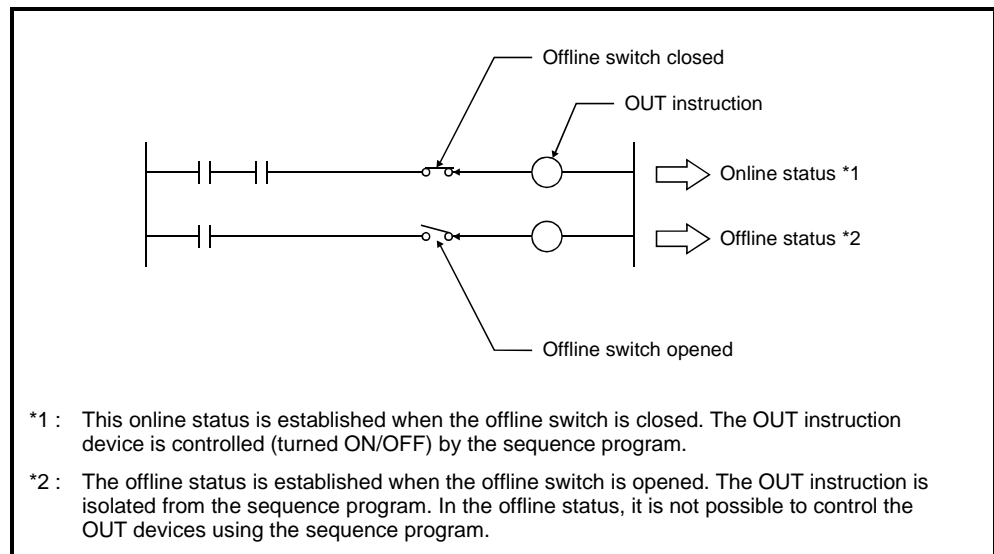 Offline switch closed
OUT instruction
Online status *1
Offline status *2
Offline switch opened
*1 : This online status is established when the offline switch is closed. The OUT instruction
device is controlled (turned ON/OFF) by the sequence program.
*2 : The offline status is established when the offline switch is opened. The OUT instruction is
isolated from the sequence program. In the offline status, it is not possible to control the
OUT devices using the sequence program.